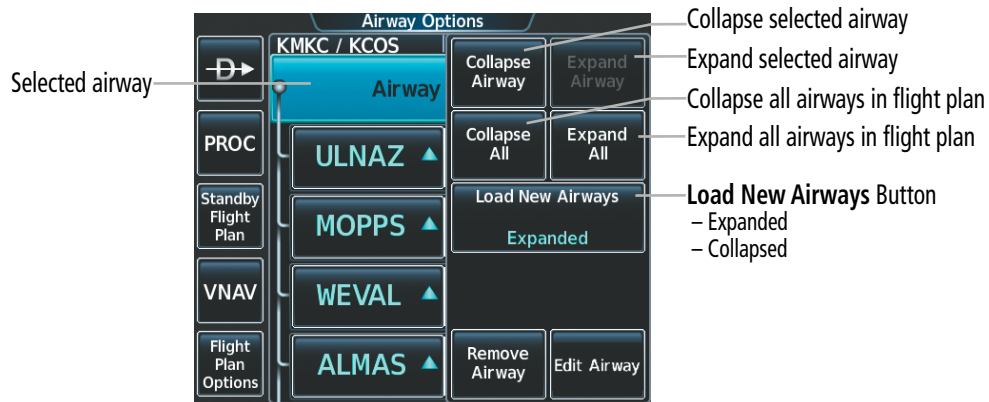 Airway Options
Selected airway
PROC
Standby
Flight
Plan
VNAV
Flight
Plan
Options
KMKC / KCOS
Airway
ULNAZ
MOPPS
WEVAL
ALMAS
Collapse
Airway
Expand
Airway
Collapse
All
Expand
All
Load New Airways
Expanded
Remove
Airway
Edit Airway
Collapse selected airway
Expand selected airway
Collapse all airways in flight plan
Expand all airways in flight plan
Load New Airways Button
– Expanded
– Collapsed